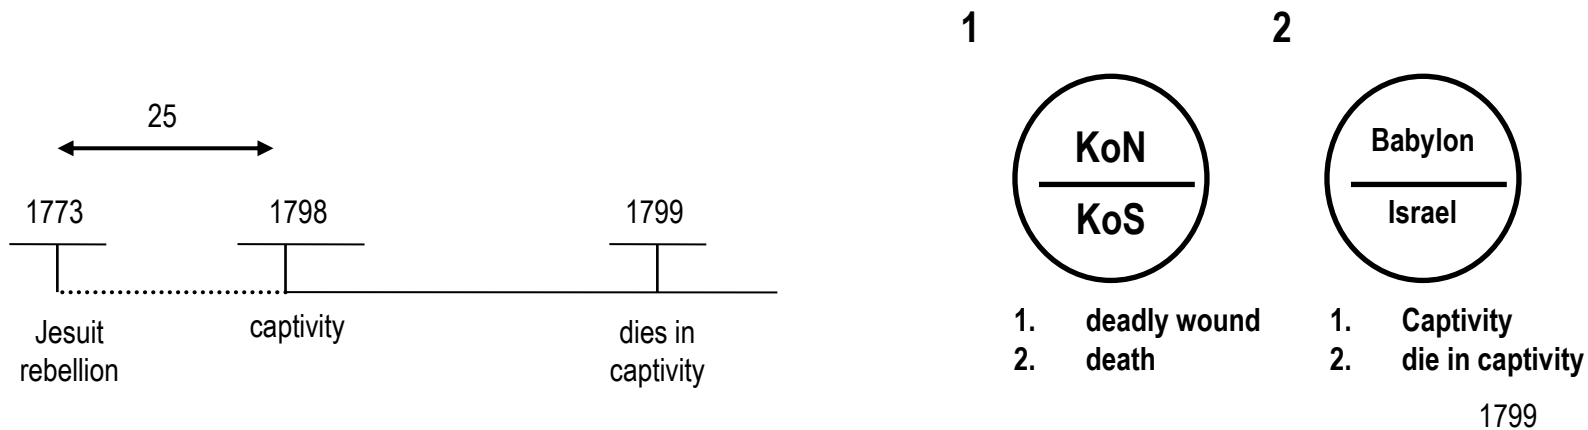 25
1773
1798
1799
Jesuit
rebellion
captivity
dies in
captivity
1
KoN
KoS
1. deadly wound
2. death
2
Babylon
Israel
1. Captivity
2. die in captivity
1799